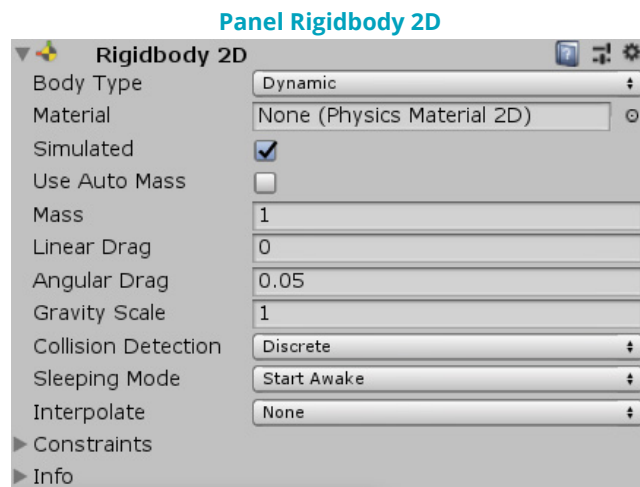 Panel Rigidbody 2D
Rigidbody 2D
Body Type Dynamic
Material None (Physics Material 2D)
Simulated
Use Auto Mass
Mass 1
Linear Drag 0
Angular Drag 0.05
Gravity Scale 1
Collision Detection Discrete
Sleeping Mode Start Awake
Interpolate None
Constraints
Info